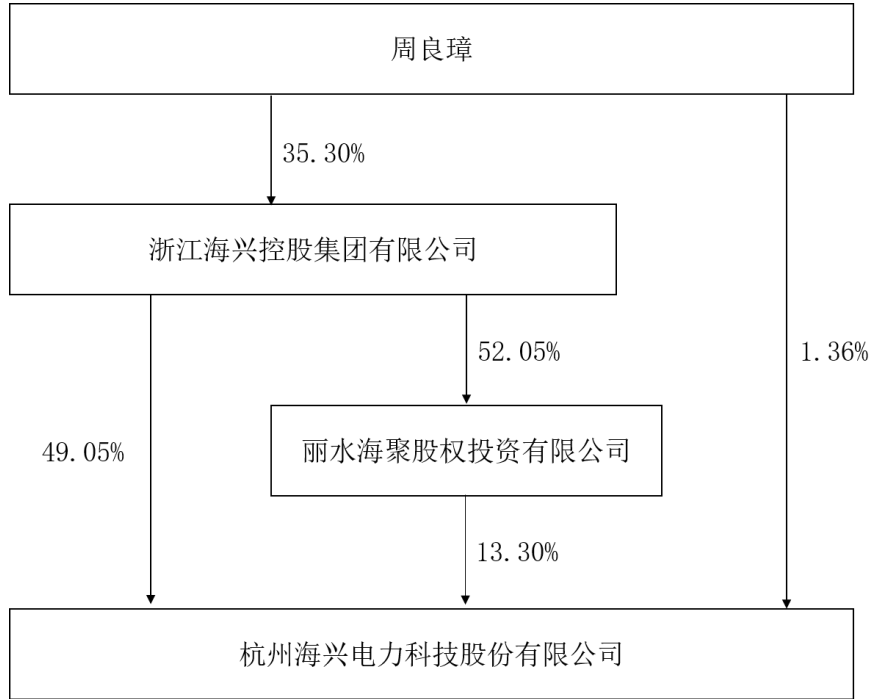 周良璋
35.30%
浙江海兴控股集团有限公司
52.05%
1.36%
49.05%
丽水海聚股权投资有限公司
13.30%
杭州海兴电力科技股份有限公司